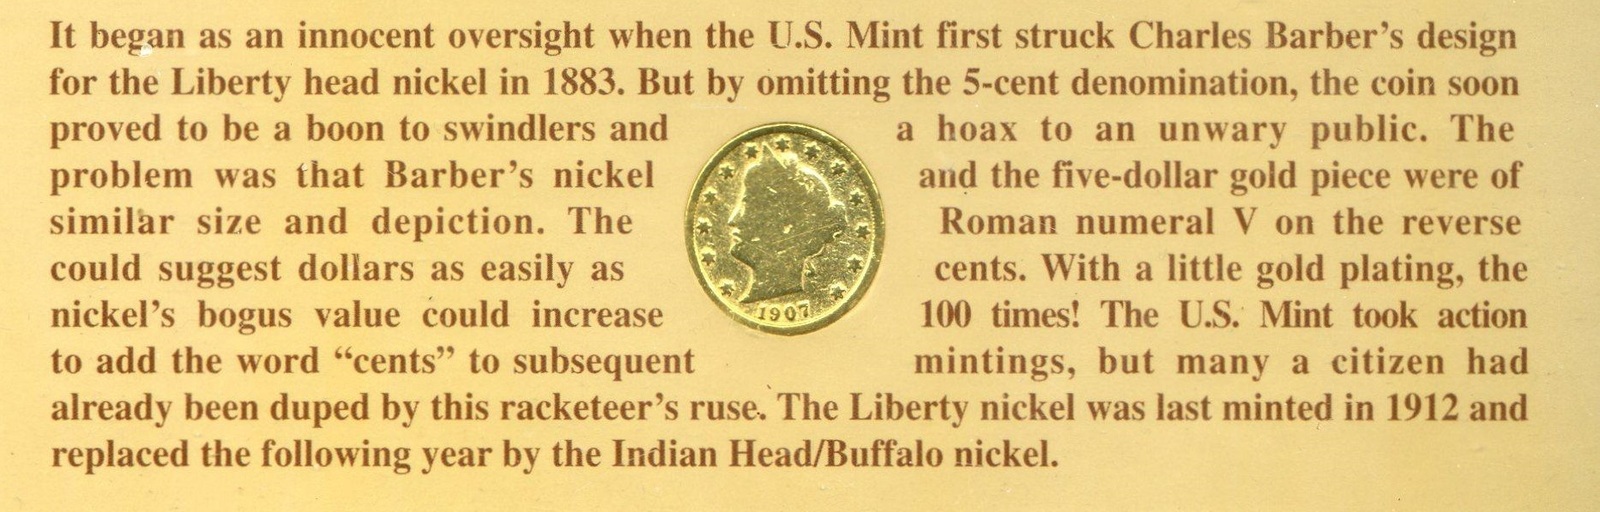 It began as an innocent oversight when the U.S. Mint first struck Charles Barber's design
for the Liberty head nickel in 1883. But by omitting the 5-cent denomination, the coin soon
proved to be a boon to swindlers and a hoax to an unwary public. The
problem was that Barber's nickel and the five-dollar gold piece were of
similar size and depiction. The Roman numeral V on the reverse
could suggest dollars as easily as cents. With a little gold plating, the
nickel's bogus value could increase 100 times! The U.S. Mint took action
to add the word “cents” to subsequent mintings, but many a citizen had
already been duped by this racketeer's ruse. The Liberty nickel was last minted in 1912 and
replaced the following year by the Indian Head/Buffalo nickel.
1907